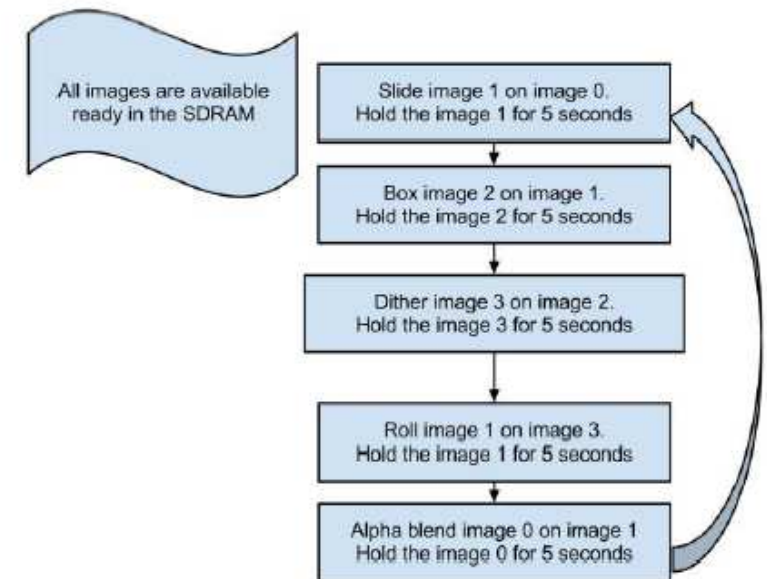 All images are available
ready in the SDRAM
Slide image 1 on image 0.
Hold the image 1 for 5 seconds
Box image 2 on image 1.
Hold the image 2 for 5 seconds
Dither image 3 on image 2.
Hold the image 3 for 5 seconds
Roll image 1 on image 3.
Hold the image 1 for 5 seconds
Alpha blend image 0 on image 1
Hold the image 0 for 5 seconds